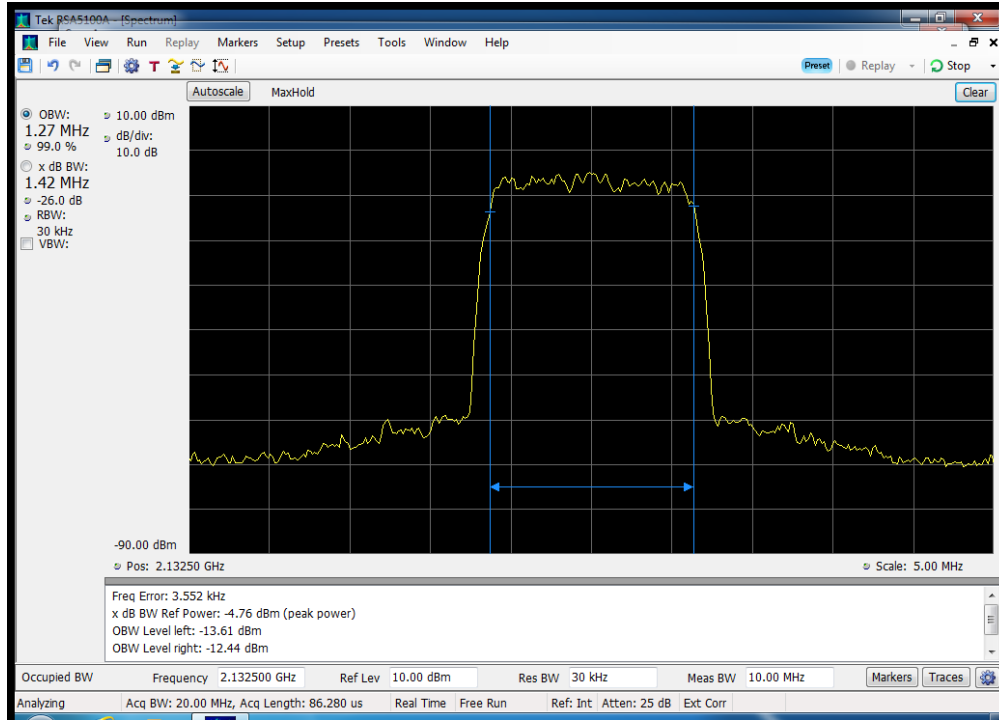 Tek RSA5100A - [Spectrum]
File View Run Replay Markers Setup Presets Tools Window Help
T Preset Replay Stop
Autoscale MaxHold Clear
OBW:
1.27 MHz
99.0 %
x dB BW:
1.42 MHz
-26.0 dB
RBW:
30 kHz
VBW:
10.00 dBm
dB/div:
10.0 dB
-90.00 dBm
Pos: 2.13250 GHz Scale: 5.00 MHz
Freq Error: 3.552 kHz
x dB BW Ref Power: -4.76 dBm (peak power)
OBW Level left: -13.61 dBm
OBW Level right: -12.44 dBm
Occupied BW Frequency 2.132500 GHz Ref Lev 10.00 dBm Res BW 30 kHz Meas BW 10.00 MHz Markers Traces
Analyzing Acq BW: 20.00 MHz, Acq Length: 86.280 us Real Time Free Run Ref: Int Atten: 25 dB Ext Corr